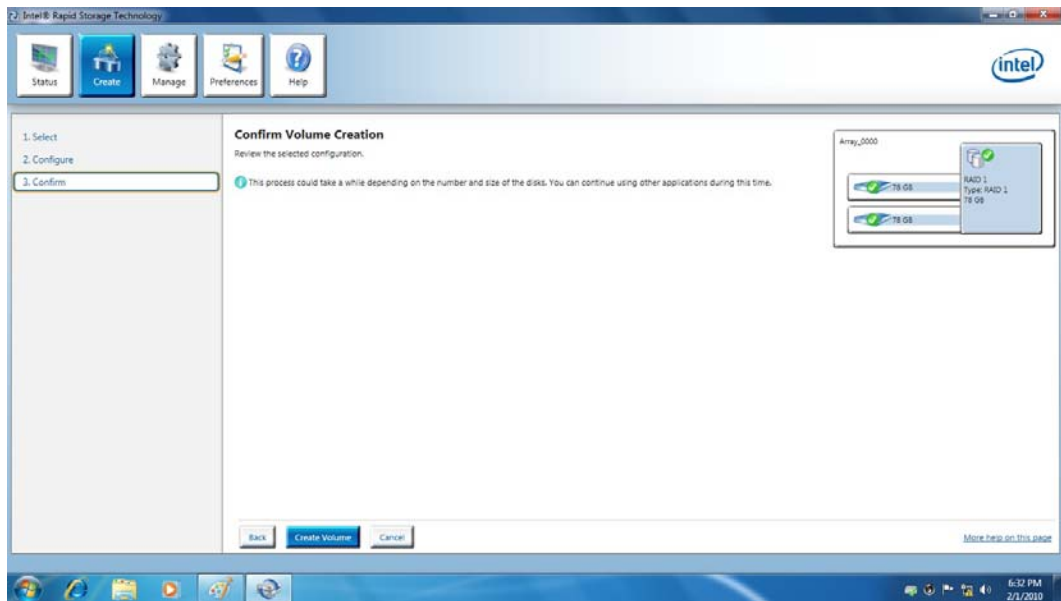 Intel® Rapid Storage Technology
Status
Create
Manage
Preferences
Help
intel
1. Select
2. Configure
3. Confirm
Confirm Volume Creation
Review the selected configuration.
This process could take a while depending on the number and size of the disks. You can continue using other applications during this time.
Array_0000
78 GB
78 GB
RAID 1
Type: RAID 1
78 GB
Back
Create Volume
Cancel
More help on this page
6:32 PM
2/1/2010